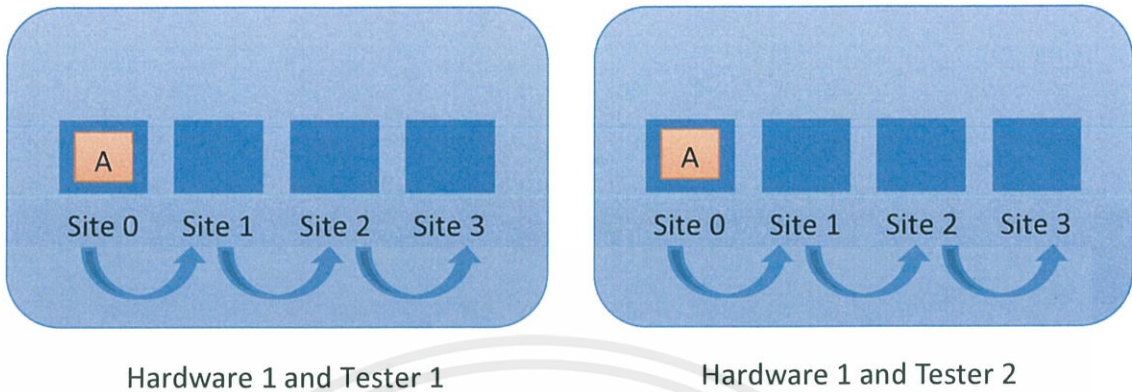 A
Site 0 Site 1 Site 2 Site 3
Hardware 1 and Tester 1
A
Site 0 Site 1 Site 2 Site 3
Hardware 1 and Tester 2